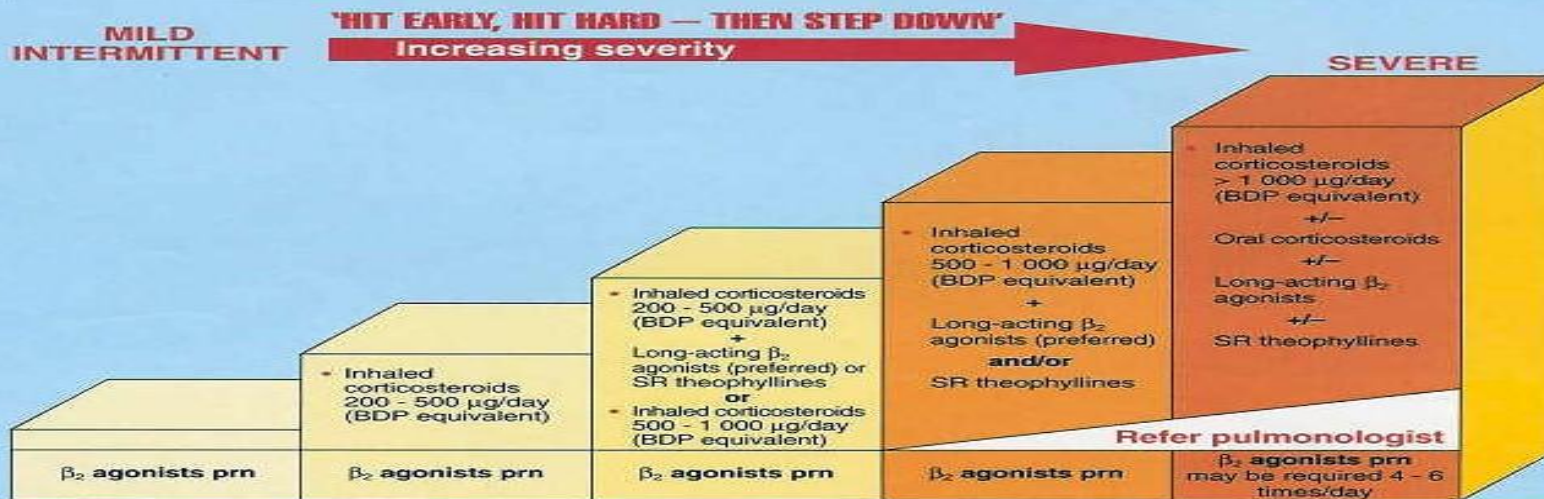 'HIT EARLY, HIT HARD — THEN STEP DOWN'
MILD
INTERMITTENT
Increasing severity
SEVERE
β₂ agonists prn
• Inhaled
corticosteroids
200 - 500 μg/day
(BDP equivalent)
β₂ agonists prn
• Inhaled corticosteroids
200 - 500 μg/day
(BDP equivalent)
+
Long-acting β₂
agonists (preferred) or
SR theophyllines
or
• Inhaled corticosteroids
500 - 1 000 μg/day
(BDP equivalent)
β₂ agonists prn
• Inhaled
corticosteroids
500 - 1 000 μg/day
(BDP equivalent)
+
Long-acting β₂
agonists (preferred)
and/or
SR theophyllines
β₂ agonists prn
• Inhaled
corticosteroids
> 1 000 μg/day
(BDP equivalent)
+/−
Oral corticosteroids
+/−
Long-acting β₂
agonists
+/−
SR theophyllines
Refer pulmonologist
β₂ agonists prn
may be required 4 - 6
times/day